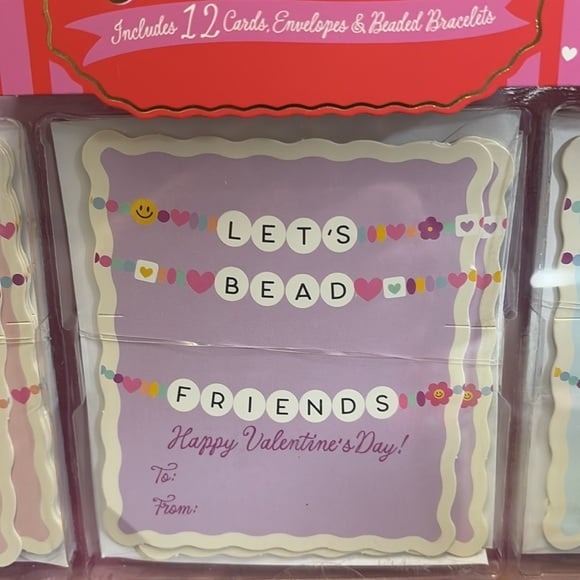 Includes 12 Cards, Envelopes & Beaded Bracelets
LET'S
BEAD
FRIENDS
Happy Valentine's Day!
To:
From: